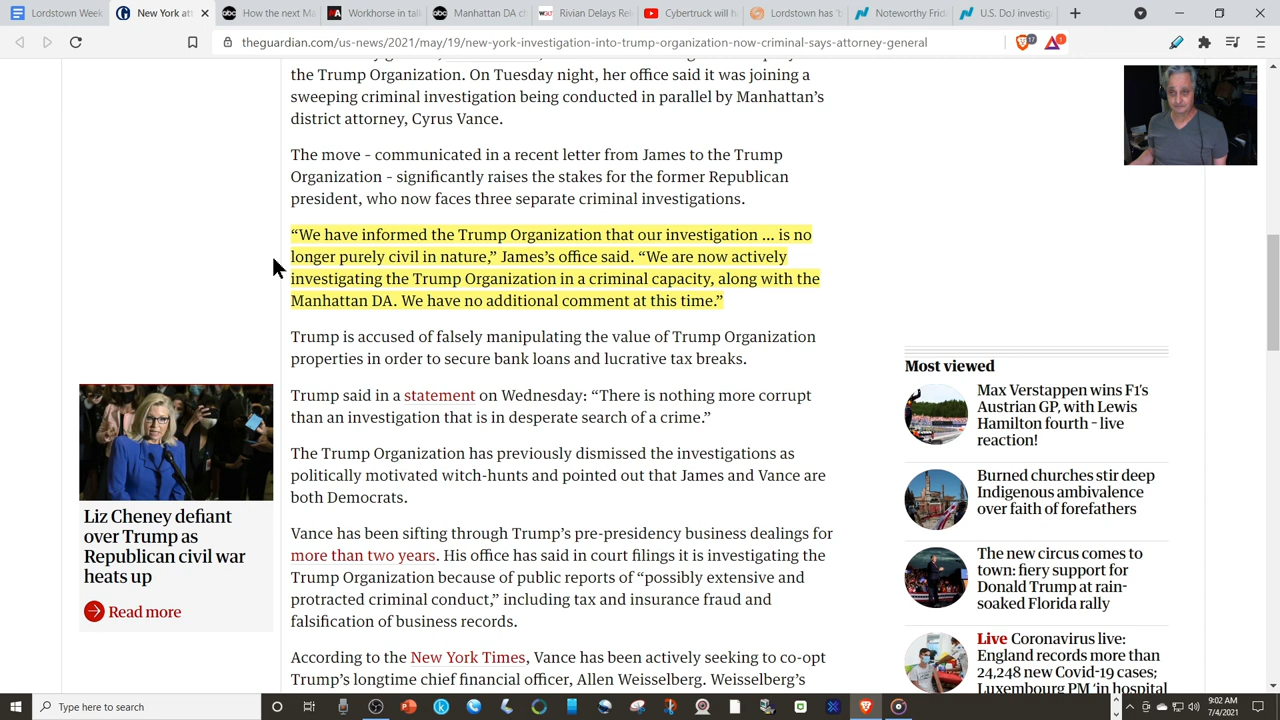 Lordstown Week
New York att
How the next Ma
Workhorse in talk
Manhattan DA ch
Rivian Delays Rel
Cybertruck will h
Lordstown has 'b
Noteworthy Frida
U.S. DoJ investig
theguardian.com/us-news/2021/may/19/new-york-investigation-into-trump-organization-now-criminal-says-attorney-general
the Trump Organization. On Tuesday night, her office said it was joining a
sweeping criminal investigation being conducted in parallel by Manhattan's
district attorney, Cyrus Vance.
The move – communicated in a recent letter from James to the Trump
Organization – significantly raises the stakes for the former Republican
president, who now faces three separate criminal investigations.
“We have informed the Trump Organization that our investigation … is no
longer purely civil in nature,” James’s office said. “We are now actively
investigating the Trump Organization in a criminal capacity, along with the
Manhattan DA. We have no additional comment at this time.”
Trump is accused of falsely manipulating the value of Trump Organization
properties in order to secure bank loans and lucrative tax breaks.
Trump said in a statement on Wednesday: “There is nothing more corrupt
than an investigation that is in desperate search of a crime.”
The Trump Organization has previously dismissed the investigations as
politically motivated witch-hunts and pointed out that James and Vance are
both Democrats.
Vance has been sifting through Trump’s pre-presidency business dealings for
more than two years. His office has said in court filings it is investigating the
Trump Organization because of public reports of “possibly extensive and
protracted criminal conduct,” including tax and insurance fraud and
falsification of business records.
According to the New York Times, Vance has been actively seeking to co-opt
Trump’s longtime chief financial officer, Allen Weisselberg. Weisselberg’s
Liz Cheney defiant
over Trump as
Republican civil war
heats up
Read more
Most viewed
Max Verstappen wins F1’s
Austrian GP, with Lewis
Hamilton fourth – live
reaction!
Burned churches stir deep
Indigenous ambivalence
over faith of forefathers
The new circus comes to
town: fiery support for
Donald Trump at rain-
soaked Florida rally
Live Coronavirus live:
England records more than
24,248 new Covid-19 cases;
Luxembourg PM ‘in hospital
Type here to search
9:02 AM
7/4/2021